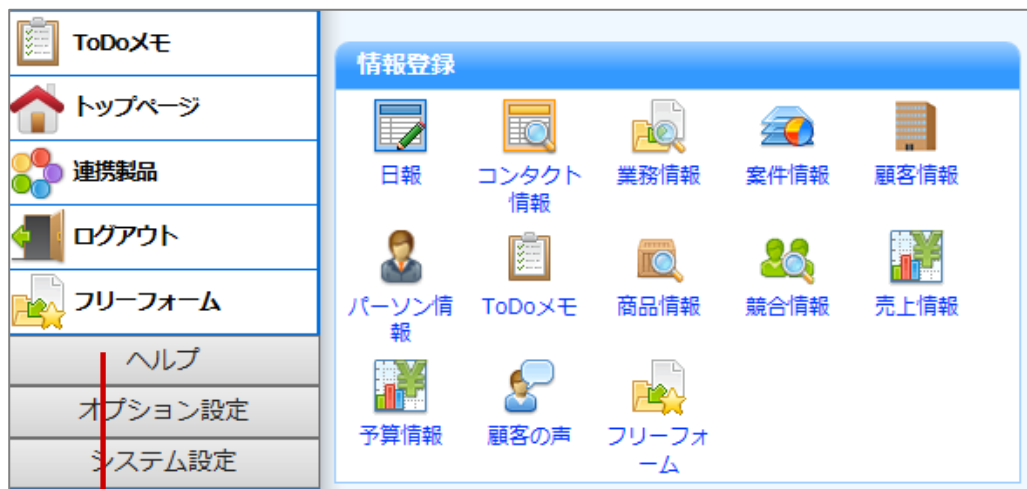 ToDoメモ
トップページ
連携製品
ログアウト
フリーフォーム
ヘルプ
オプション設定
システム設定
情報登録
日報
コンタクト
情報
業務情報
案件情報
顧客情報
パーソン情
報
ToDoメモ
商品情報
競合情報
売上情報
予算情報
顧客の声
フリーフォ
ーム